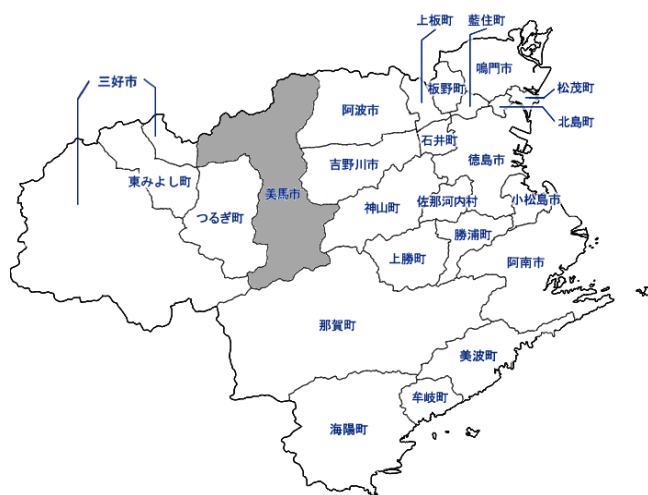 上板町
藍住町
鳴門市
三好市
板野町
松茂町
阿波市
北島町
石井町
徳島市
吉野川市
東みよし町
美馬市
佐那河内村
小松島市
つるぎ町
神山町
勝浦町
上勝町
阿南市
那賀町
美波町
牟岐町
海陽町